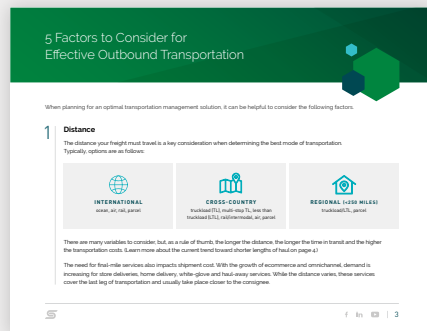 5 Factors to Consider for
Effective Outbound Transportation
When planning for an optimal transportation management solution, it can be helpful to consider the following factors.
1
Distance
The distance your freight must travel is a key consideration when determining the best mode of transportation.
Typically, options are as follows:
INTERNATIONAL
ocean, air, rail, parcel
CROSS-COUNTRY
truckload (TL), multi-stop TL, less than
truckload (LTL), rail/intermodal, air, parcel
REGIONAL (<250 MILES)
truckload/LTL, parcel
There are many variables to consider, but, as a rule of thumb, the longer the distance, the longer the time in transit and the higher
the transportation costs. (Learn more about the current trend toward shorter lengths of haul on page 4.)
The need for final-mile services also impacts shipment cost. With the growth of ecommerce and omnichannel, demand is
increasing for store deliveries, home delivery, white-glove and haul-away services. While the distance varies, these services
cover the last leg of transportation and usually take place closer to the consignee.
f in | 3